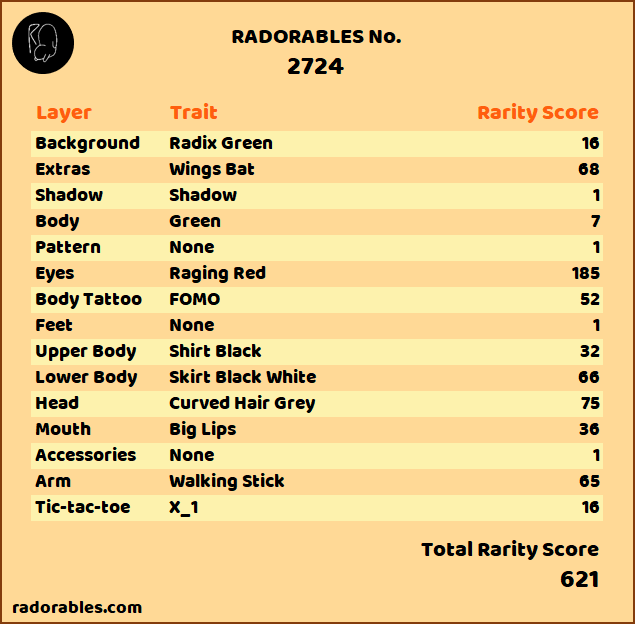 RADORABLES No.
2724
Layer Trait Rarity Score
Background Radix Green 16
Extras Wings Bat 68
Shadow Shadow 1
Body Green 7
Pattern None 1
Eyes Raging Red 185
Body Tattoo FOMO 52
Feet None 1
Upper Body Shirt Black 32
Lower Body Skirt Black White 66
Head Curved Hair Grey 75
Mouth Big Lips 36
Accessories None 1
Arm Walking Stick 65
Tic-tac-toe X_1 16
Total Rarity Score
621
radorables.com